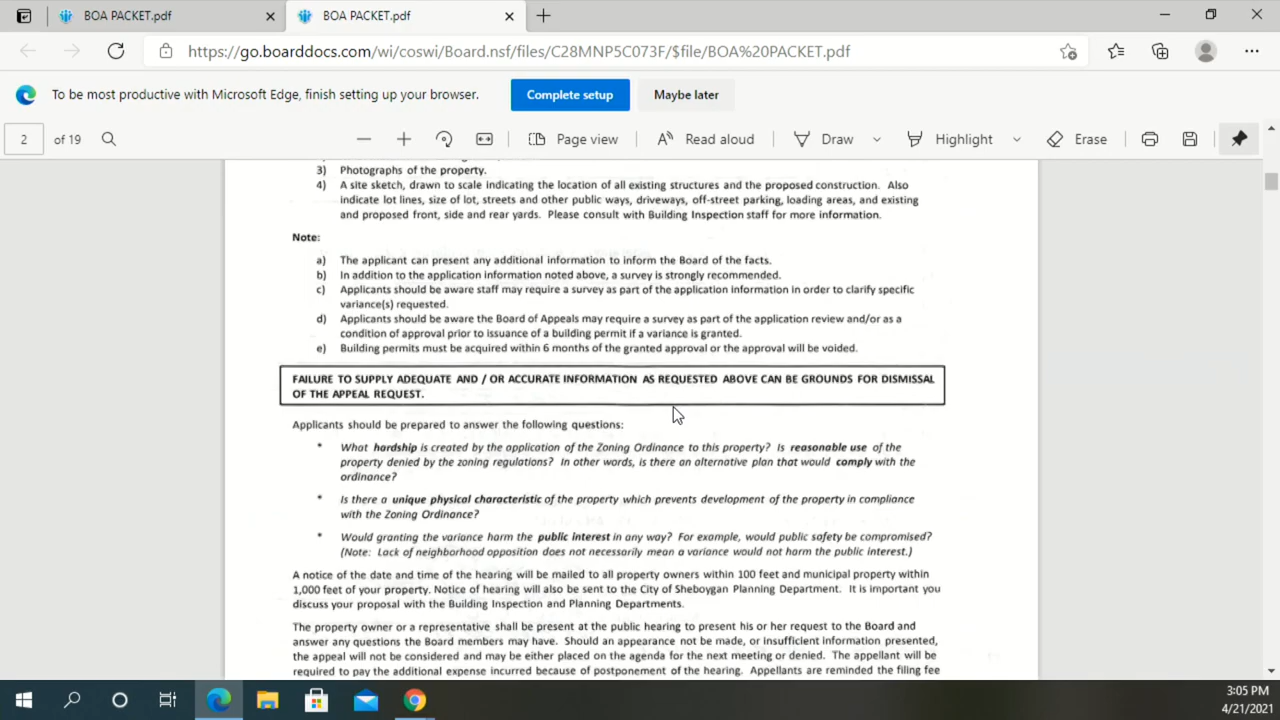 BOA PACKET.pdf
BOA PACKET.pdf
https://go.boarddocs.com/wi/coswi/Board.nsf/files/C28MNP5C073F/$file/BOA%20PACKET.pdf
To be most productive with Microsoft Edge, finish setting up your browser. Complete setup Maybe later
2 of 19 Page view Read aloud Draw Highlight Erase
3) Photographs of the property.
4) A site sketch, drawn to scale indicating the location of all existing structures and the proposed construction. Also
indicate lot lines, size of lot, streets and other public ways, driveways, off-street parking, loading areas, and existing
and proposed front, side and rear yards. Please consult with Building Inspection staff for more information.
Note:
a) The applicant can present any additional information to inform the Board of the facts.
b) In addition to the application information noted above, a survey is strongly recommended.
c) Applicants should be aware staff may require a survey as part of the application information in order to clarify specific
variance(s) requested.
d) Applicants should be aware the Board of Appeals may require a survey as part of the application review and/or as a
condition of approval prior to issuance of a building permit if a variance is granted.
e) Building permits must be acquired within 6 months of the granted approval or the approval will be voided.
FAILURE TO SUPPLY ADEQUATE AND / OR ACCURATE INFORMATION AS REQUESTED ABOVE CAN BE GROUNDS FOR DISMISSAL
OF THE APPEAL REQUEST.
Applicants should be prepared to answer the following questions:
* What hardship is created by the application of the Zoning Ordinance to this property? Is reasonable use of the
property denied by the zoning regulations? In other words, is there an alternative plan that would comply with the
ordinance?
* Is there a unique physical characteristic of the property which prevents development of the property in compliance
with the Zoning Ordinance?
* Would granting the variance harm the public interest in any way? For example, would public safety be compromised?
(Note: Lack of neighborhood opposition does not necessarily mean a variance would not harm the public interest.)
A notice of the date and time of the hearing will be mailed to all property owners within 100 feet and municipal property within
1,000 feet of your property. Notice of hearing will also be sent to the City of Sheboygan Planning Department. It is important you
discuss your proposal with the Building Inspection and Planning Departments.
The property owner or a representative shall be present at the public hearing to present his or her request to the Board and
answer any questions the Board members may have. Should an appearance not be made, or insufficient information presented,
the appeal will not be considered and may be either placed on the agenda for the next meeting or denied. The appellant will be
required to pay the additional expense incurred because of postponement of the hearing. Appellants are reminded the filing fee
3:05 PM
4/21/2021